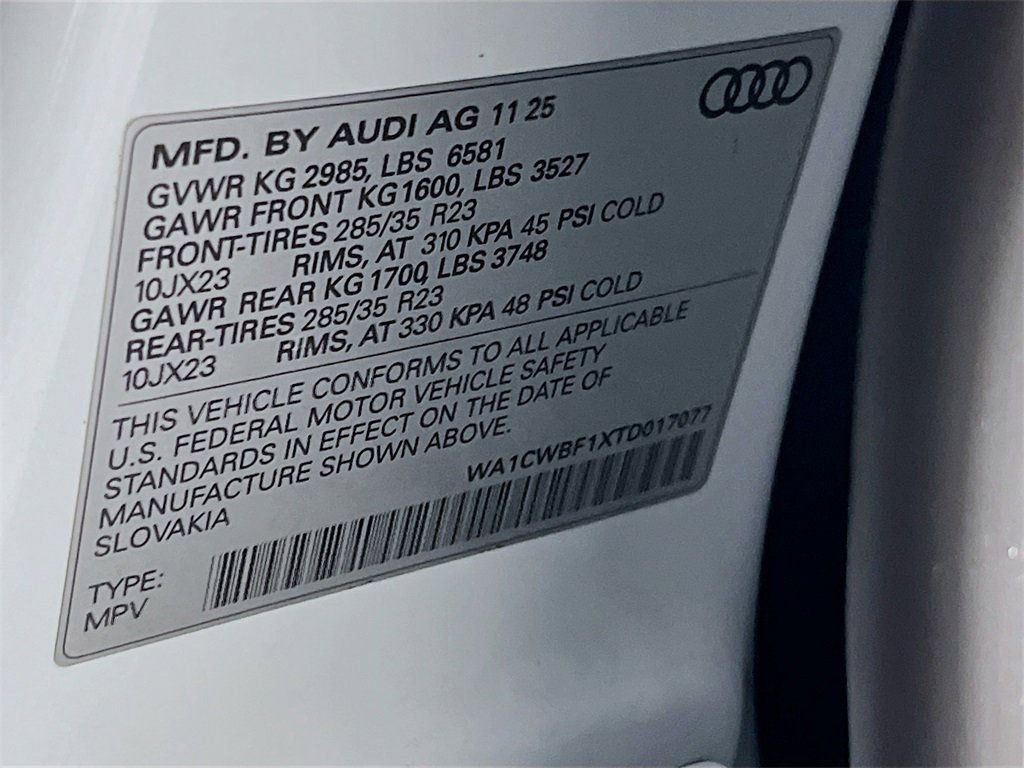 MFD. BY AUDI AG 11 25
GVWR KG 2985, LBS 6581
GAWR FRONT KG 1600, LBS 3527
FRONT-TIRES 285/35 R23
10JX23 RIMS, AT 310 KPA 45 PSI COLD
GAWR REAR KG 1700, LBS 3748
REAR-TIRES 285/35 R23
10JX23 RIMS, AT 330 KPA 48 PSI COLD
THIS VEHICLE CONFORMS TO ALL APPLICABLE
U.S. FEDERAL MOTOR VEHICLE SAFETY
STANDARDS IN EFFECT ON THE DATE OF
MANUFACTURE SHOWN ABOVE.
SLOVAKIA
WA1CWBF1XTD017077
TYPE:
MPV